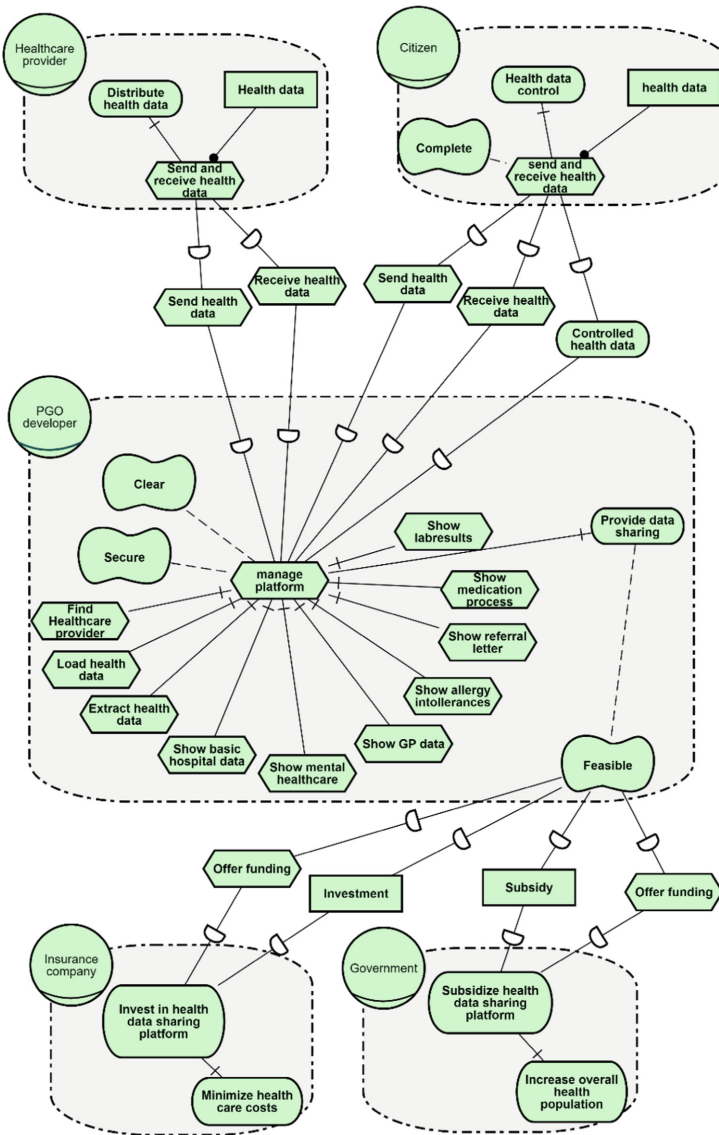 Healthcare
provider
Distribute
health data
Health data
Send and
receive health
data
Citizen
Health data
control
health data
Complete
send and
receive health
data
Send health
data
Receive health
data
Send health
data
Receive health
data
Controlled
health data
PGO
developer
Clear
Secure
manage
platform
Show
labresults
Provide data
sharing
Show
medication
process
Show referral
letter
Show allergy
intollerances
Show GP data
Show mental
healthcare
Show basic
hospital data
Extract health
data
Load health
data
Find
Healthcare
provider
Feasible
Offer funding
Investment
Subsidy
Offer funding
Insurance
company
Invest in health
data sharing
platform
Minimize health
care costs
Government
Subsidize health
data sharing
platform
Increase overall
health
population